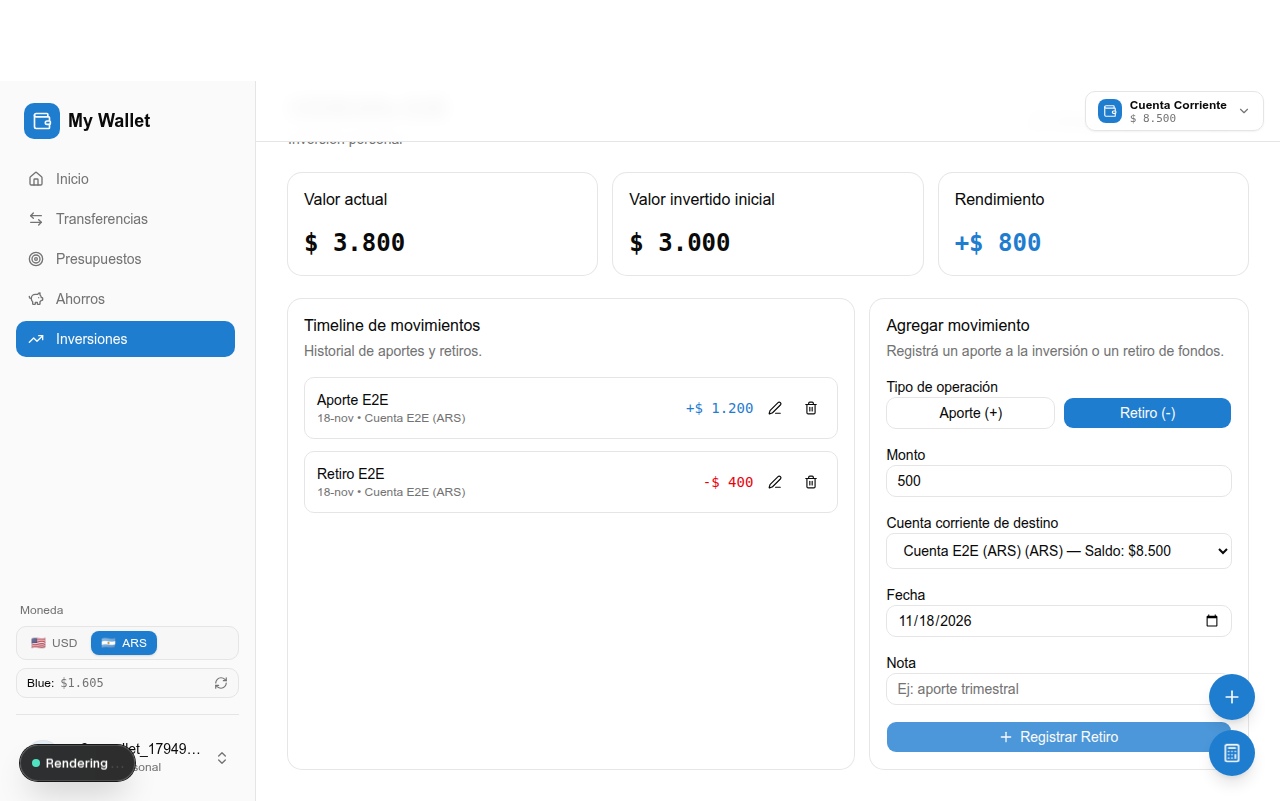 My Wallet
Cuenta Corriente
$ 8.500
Inicio
Transferencias
Presupuestos
Ahorros
Inversiones
Inversión personal
Valor actual
$ 3.800
Valor invertido inicial
$ 3.000
Rendimiento
+$ 800
Timeline de movimientos
Historial de aportes y retiros.
Aporte E2E
18-nov • Cuenta E2E (ARS)
+$ 1.200
Retiro E2E
18-nov • Cuenta E2E (ARS)
-$ 400
Agregar movimiento
Registrá un aporte a la inversión o un retiro de fondos.
Tipo de operación
Aporte (+)
Retiro (-)
Monto
500
Cuenta corriente de destino
Cuenta E2E (ARS) (ARS) — Saldo: $8.500
Fecha
11/18/2026
Nota
Ej: aporte trimestral
+ Registrar Retiro
Moneda
🇺🇸 USD
🇦🇷 ARS
Blue: $1.605
Rendering ...